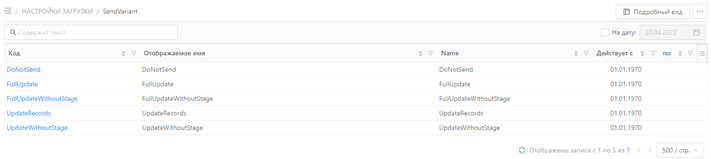 НАСТРОЙКИ ЗАГРУЗКИ / SendVariant
Подробный вид
Содержит текст
На дату: 20.04.2022
Код Отображаемое имя Name Действует с по
DoNotSend DoNotSend DoNotSend 01.01.1970
FullUpdate FullUpdate FullUpdate 01.01.1970
FullUpdateWithoutStage FullUpdateWithoutStage FullUpdateWithoutStage 01.01.1970
UpdateRecords UpdateRecords UpdateRecords 01.01.1970
UpdateWithoutStage UpdateWithoutStage UpdateWithoutStage 01.01.1970
Отображены записи с 1 по 5 из ? 500 / стр.